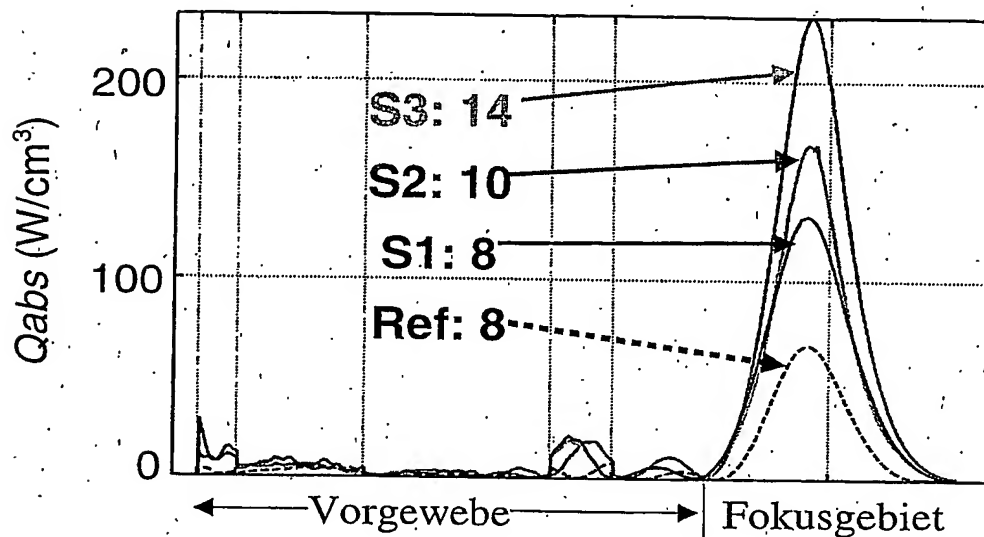 200
S3: 14
S2: 10
Qabs (W/cm³)
S1: 8
100
Ref: 8
0
Vorgewebe
Fokusgebiet